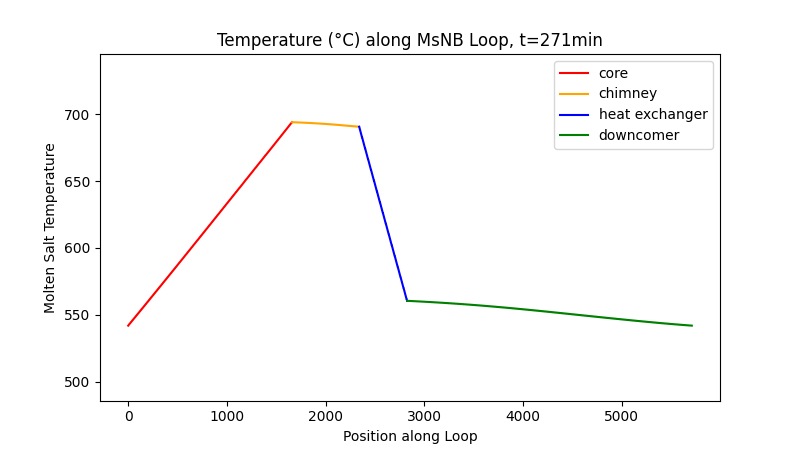 Temperature (°C) along MsNB Loop, t=271min
core
chimney
heat exchanger
downcomer
Molten Salt Temperature
700
650
600
550
500
0 1000 2000 3000 4000 5000
Position along Loop